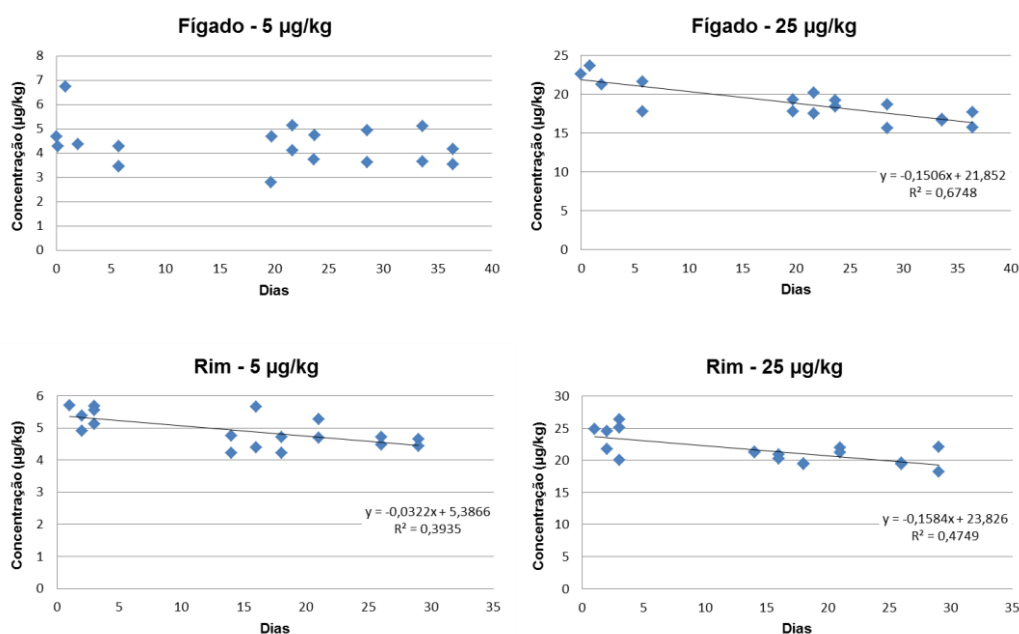 Fígado - 5 µg/kg
Concentração (µg/kg)
8
7
6
5
4
3
2
1
0
0 5 10 15 20 25 30 35 40
Dias
Fígado - 25 µg/kg
Concentração (µg/kg)
25
20
15
10
5
0
y = -0,1506x + 21,852
R² = 0,6748
0 5 10 15 20 25 30 35 40
Dias
Rim - 5 µg/kg
Concentração (µg/kg)
6
5
4
3
2
1
0
y = -0,0322x + 5,3866
R² = 0,3935
0 5 10 15 20 25 30 35
Dias
Rim - 25 µg/kg
Concentração (µg/kg)
30
25
20
15
10
5
0
y = -0,1584x + 23,826
R² = 0,4749
0 5 10 15 20 25 30 35
Dias